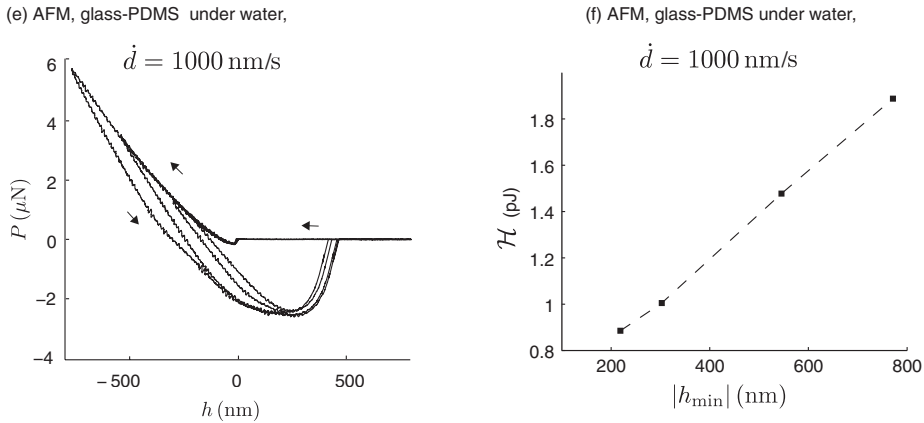 (e) AFM, glass-PDMS under water,
ḋ = 1000 nm/s
6
4
2
0
−2
−4
P (μN)
−500
0
500
h (nm)
(f) AFM, glass-PDMS under water,
ḋ = 1000 nm/s
1.8
1.6
1.4
1.2
1
0.8
ℋ (pJ)
200
400
600
800
|h_min| (nm)